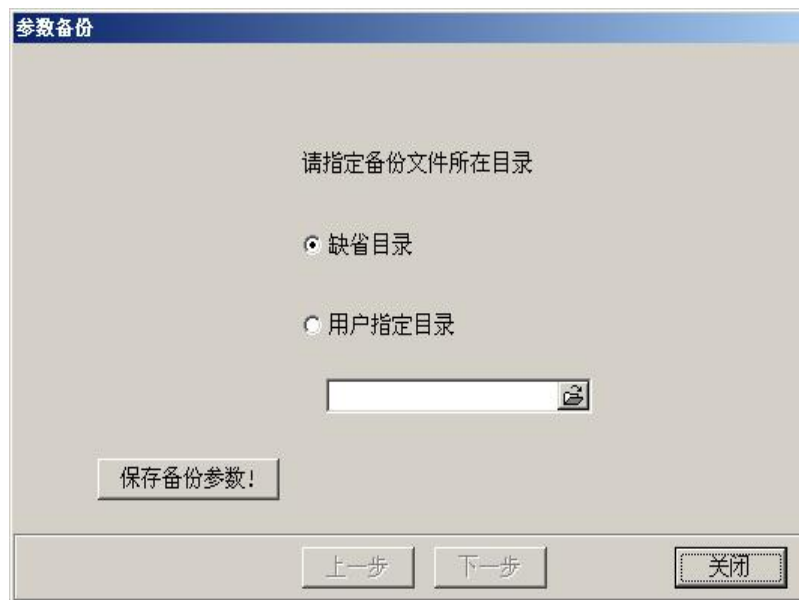 参数备份
请指定备份文件所在目录
缺省目录
用户指定目录
保存备份参数!
上一步
下一步
关闭